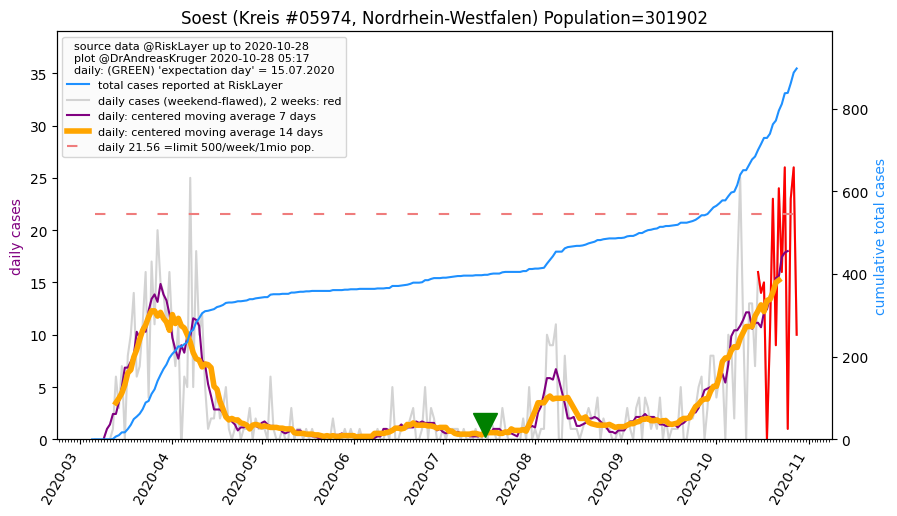 Soest (Kreis #05974, Nordrhein-Westfalen) Population=301902
source data @RiskLayer up to 2020-10-28
plot @DrAndreasKruger 2020-10-28 05:17
daily: (GREEN) 'expectation day' = 15.07.2020
total cases reported at RiskLayer
daily cases (weekend-flawed), 2 weeks: red
daily: centered moving average 7 days
daily: centered moving average 14 days
daily 21.56 =limit 500/week/1mio pop.
daily cases
35
30
25
20
15
10
5
0
cumulative total cases
800
600
400
200
0
2020-03
2020-04
2020-05
2020-06
2020-07
2020-08
2020-09
2020-10
2020-11